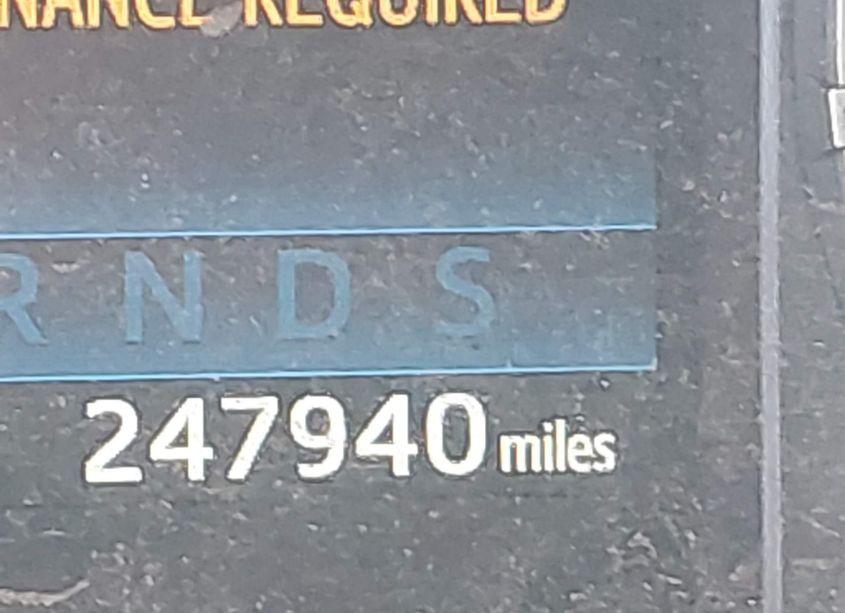 NANCE REQUIRED
R N D S
247940 miles